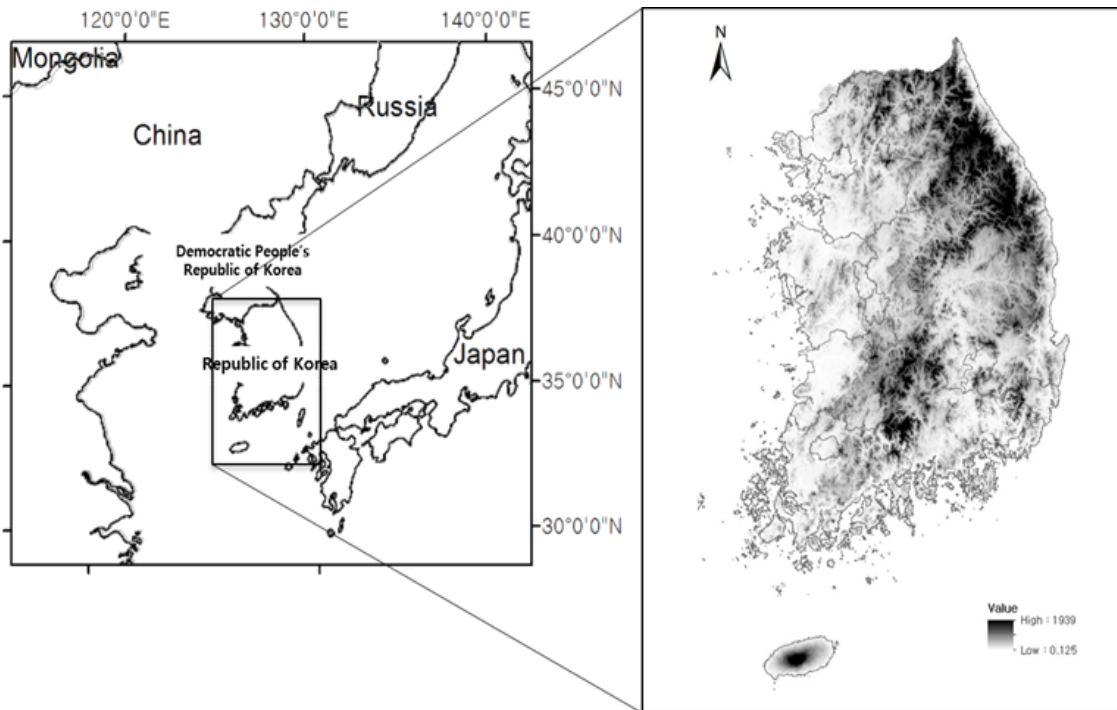 120°0'0"E 130°0'0"E 140°0'0"E
Mongolia
45°0'0"N
Russia
China
40°0'0"N
Democratic People's
Republic of Korea
Republic of Korea
Japan
35°0'0"N
30°0'0"N
N
Value
High : 1939
Low : 0.125